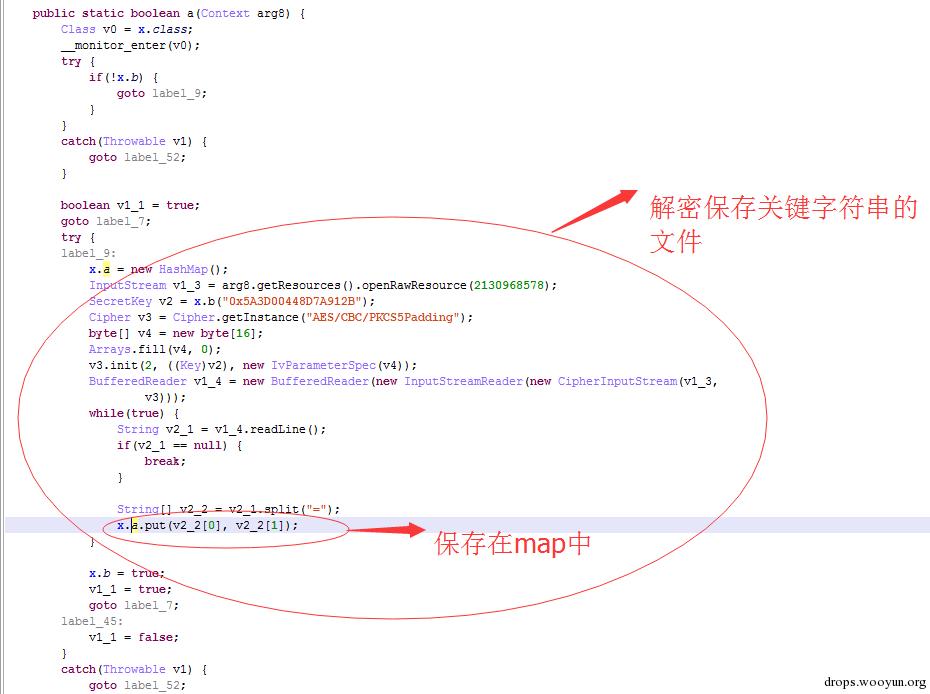 public static boolean a(Context arg8) {
Class v0 = x.class;
__monitor_enter(v0);
try {
if(!x.b) {
goto label_9;
}
}
catch(Throwable v1) {
goto label_52;
}
boolean v1_1 = true;
goto label_7;
try {
label_9:
x.a = new HashMap();
InputStream v1_3 = arg8.getResources().openRawResource(2130968578);
SecretKey v2 = x.b("0x5A3D00448D7A912B");
Cipher v3 = Cipher.getInstance("AES/CBC/PKCS5Padding");
byte[] v4 = new byte[16];
Arrays.fill(v4, 0);
v3.init(2, ((Key)v2), new IvParameterSpec(v4));
BufferedReader v1_4 = new BufferedReader(new InputStreamReader(new CipherInputStream(v1_3,
v3)));
while(true) {
String v2_1 = v1_4.readLine();
if(v2_1 == null) {
break;
}
String[] v2_2 = v2_1.split("=");
x.a.put(v2_2[0], v2_2[1]);
}
x.b = true;
v1_1 = true;
goto label_7;
label_45:
v1_1 = false;
}
catch(Throwable v1) {
goto label_52;
解密保存关键字符串的
文件
保存在map中
drops.wooyun.org